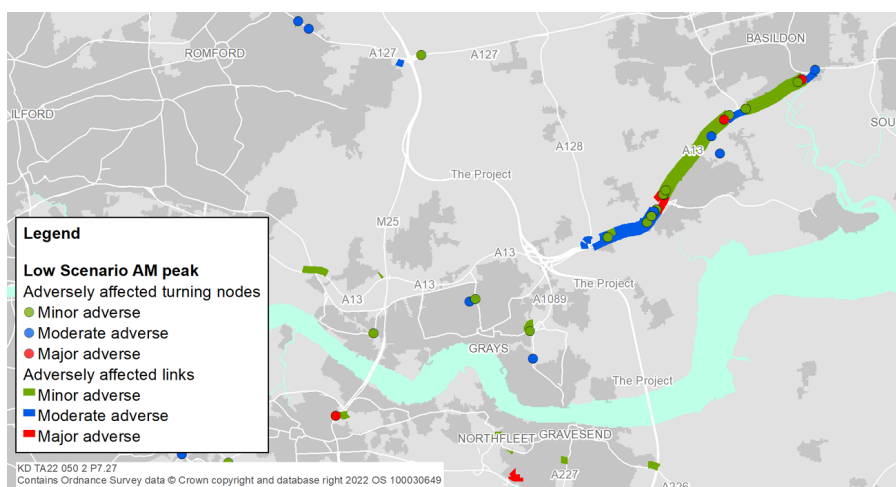 BASILDON
ROMFORD
A127
A127
ILFORD
SOU
A13
A128
The Project
M25
A13
The Project
A13
A13
A1089
GRAYS
The Project
NORTHFLEET
GRAVESEND
A227
A226
Legend
Low Scenario AM peak
Adversely affected turning nodes
Minor adverse
Moderate adverse
Major adverse
Adversely affected links
Minor adverse
Moderate adverse
Major adverse
KD TA22 050 2 P7.27
Contains Ordnance Survey data © Crown copyright and database right 2022 OS 100030649